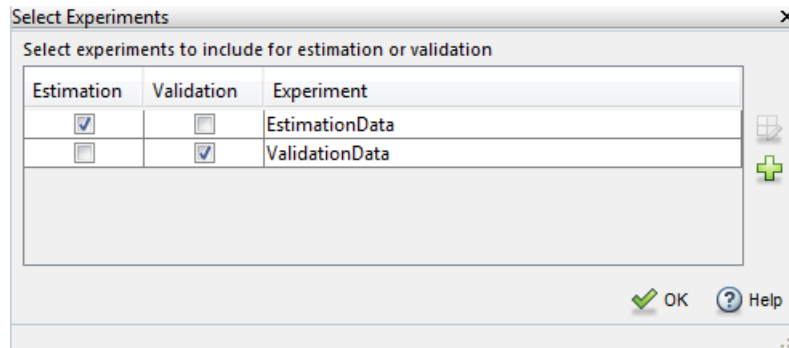 Select Experiments
Select experiments to include for estimation or validation
Estimation Validation Experiment
EstimationData
ValidationData
OK Help